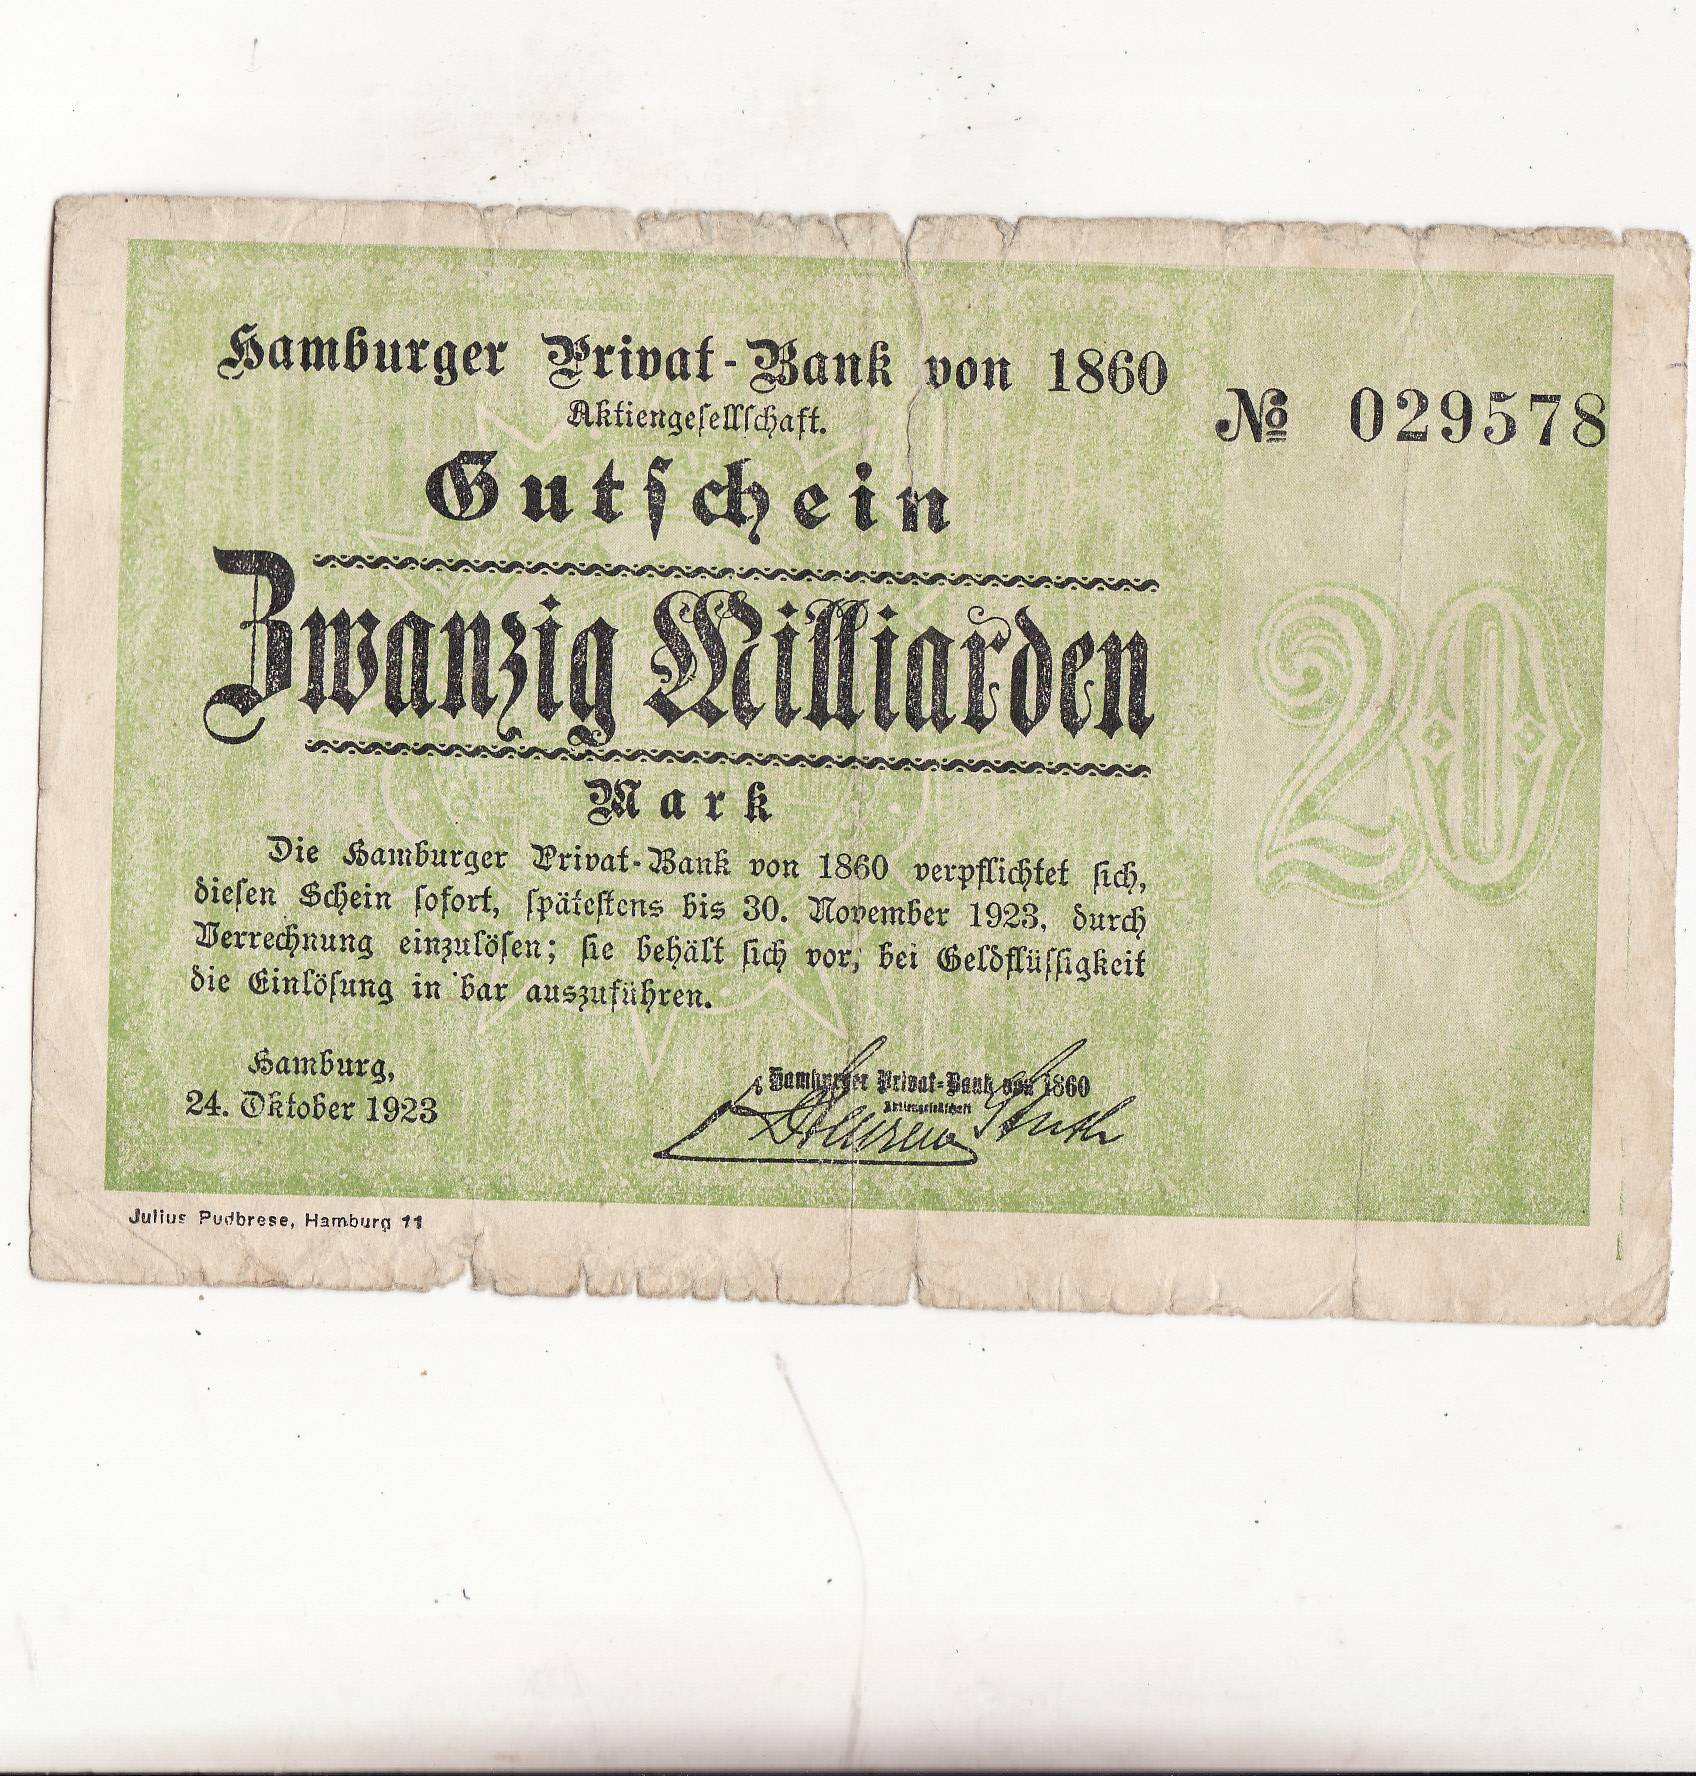 Hamburger Privat-Bank von 1860
Aktiengesellschaft.
№ 029578
Gutschein
Zwanzig Milliarden
Mark
20
Die Hamburger Privat-Bank von 1860 verpflichtet sich,
diesen Schein sofort, spätestens bis 30. November 1923, durch
Verrechnung einzulösen; sie behält sich vor, bei Geldflüssigkeit
die Einlösung in bar auszuführen.
Hamburg,
24. Oktober 1923
Hamburger Privat-Bank von 1860
Aktiengesellschaft
Julius Pudbrese, Hamburg 11